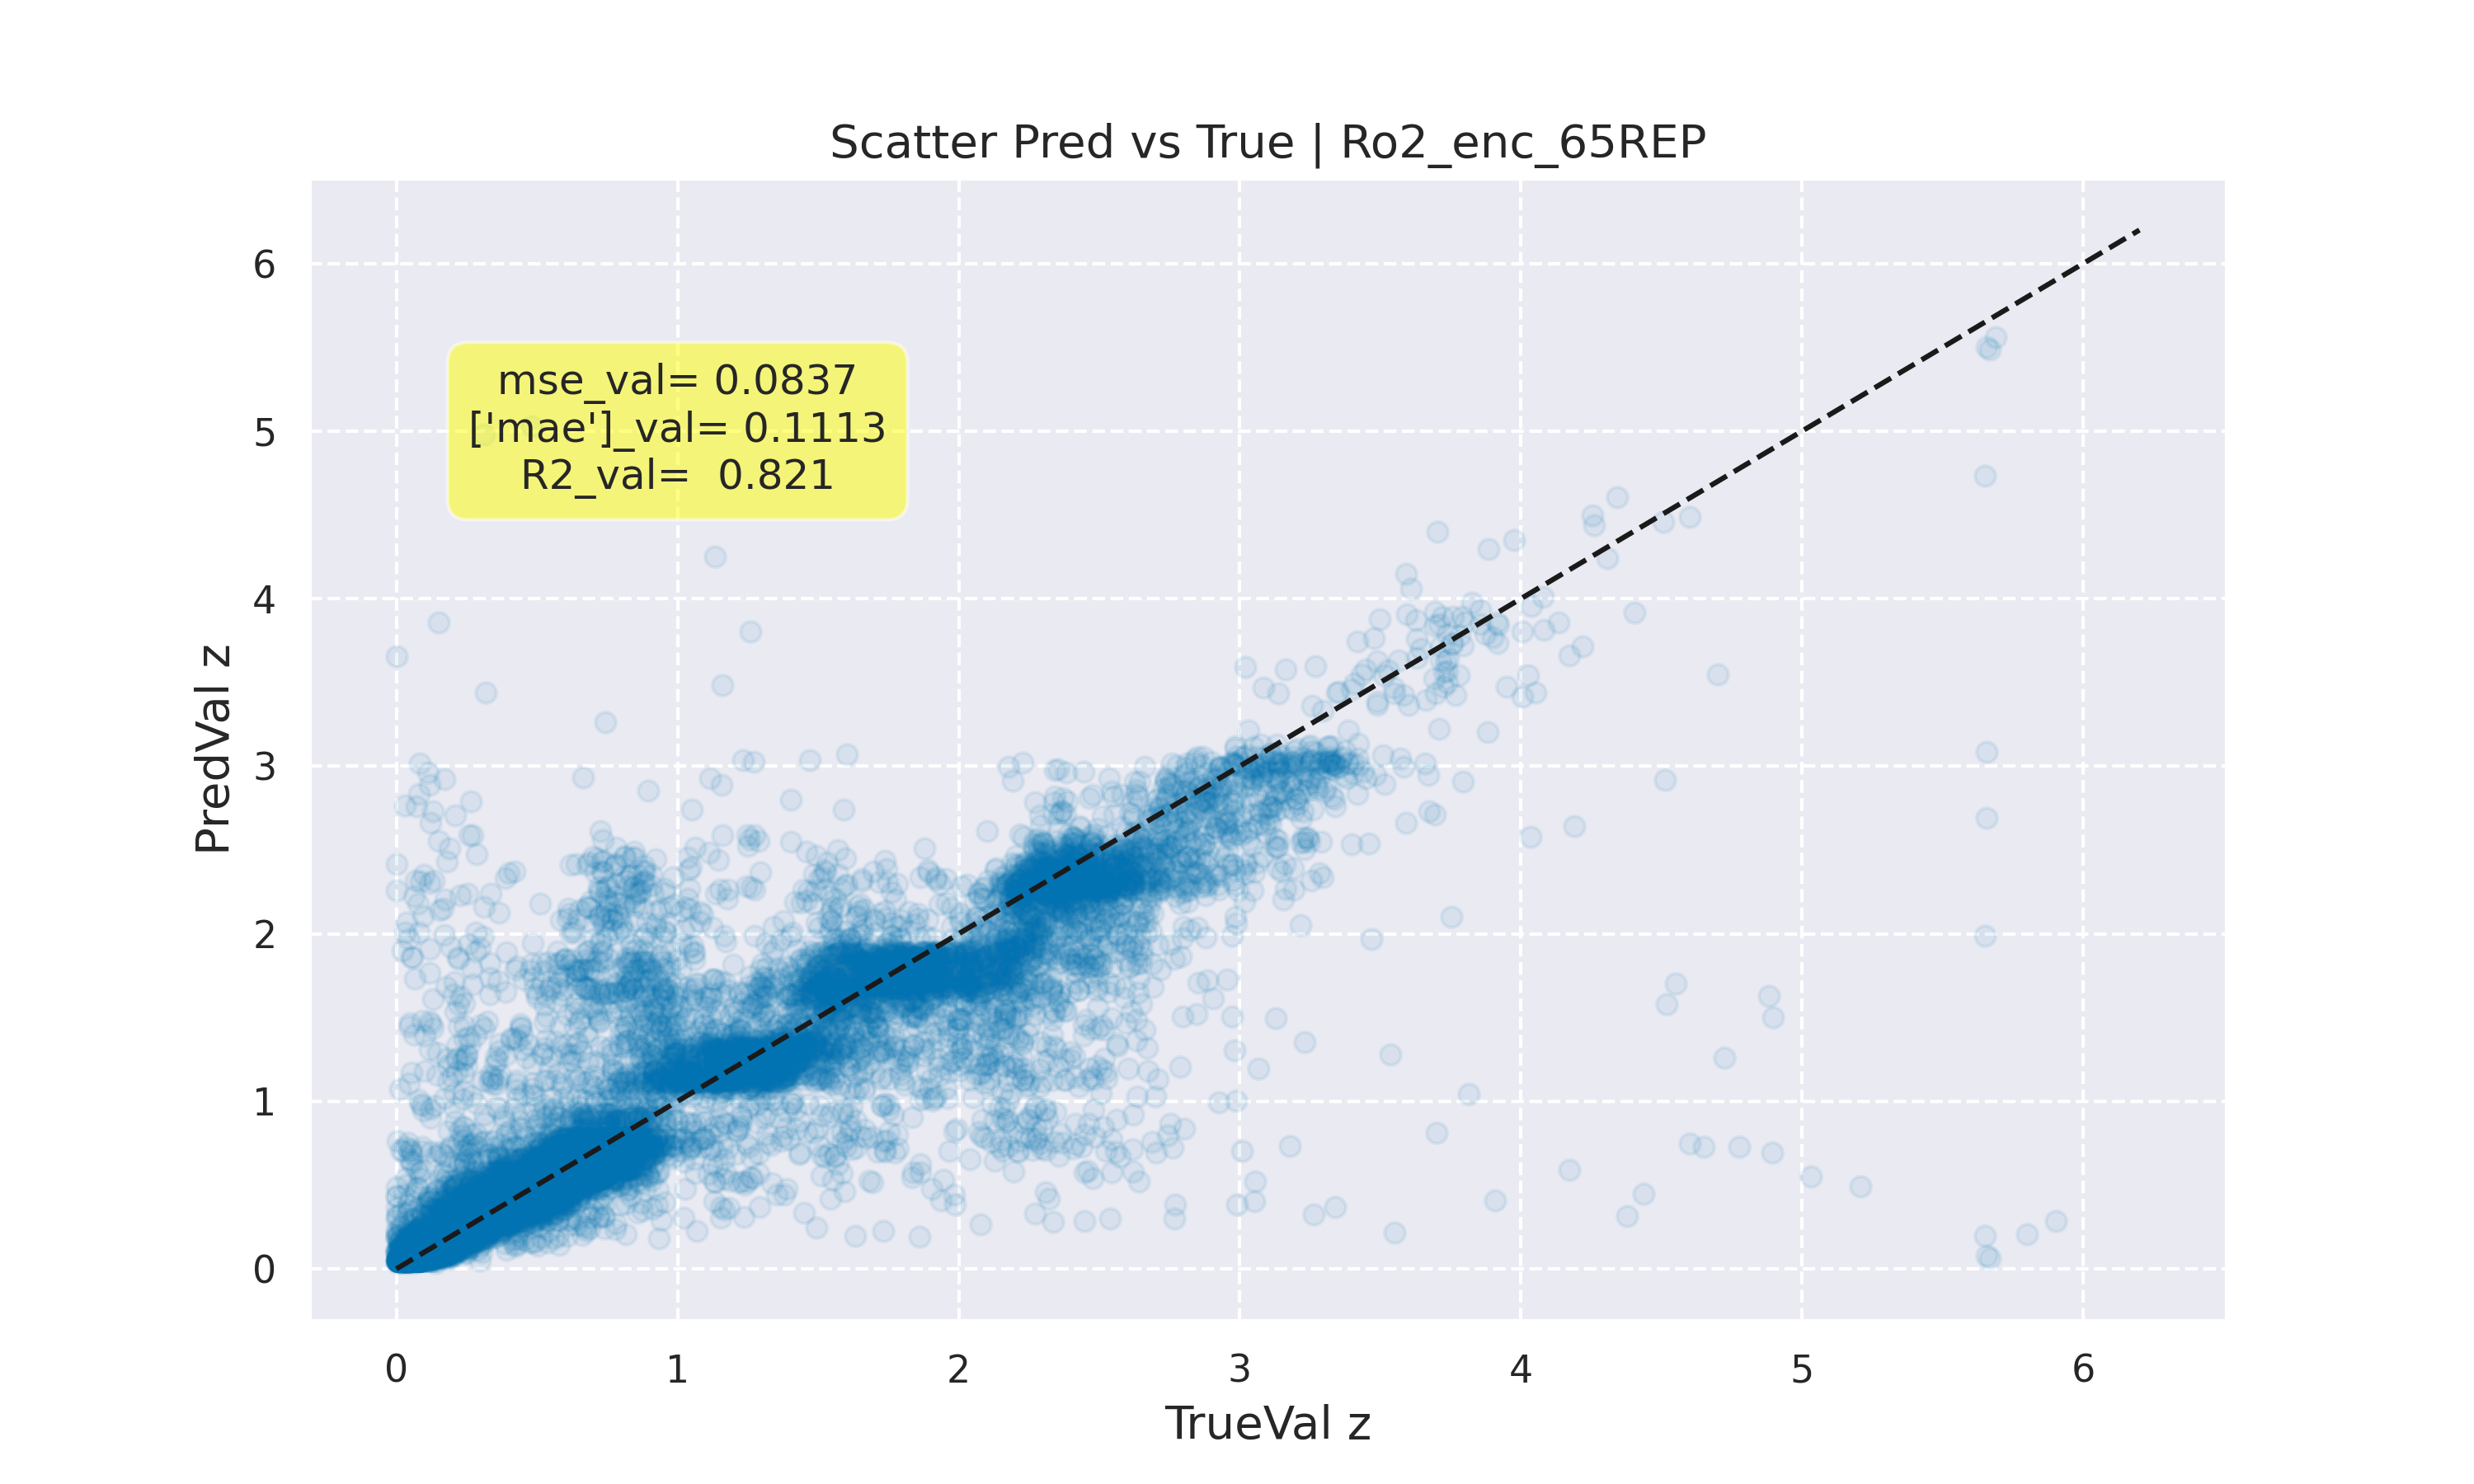 Scatter Pred vs True | Ro2_enc_65REP
6
5
4
3
2
1
0
mse_val= 0.0837
['mae']_val= 0.1113
R2_val=  0.821
PredVal z
0 1 2 3 4 5 6
TrueVal z